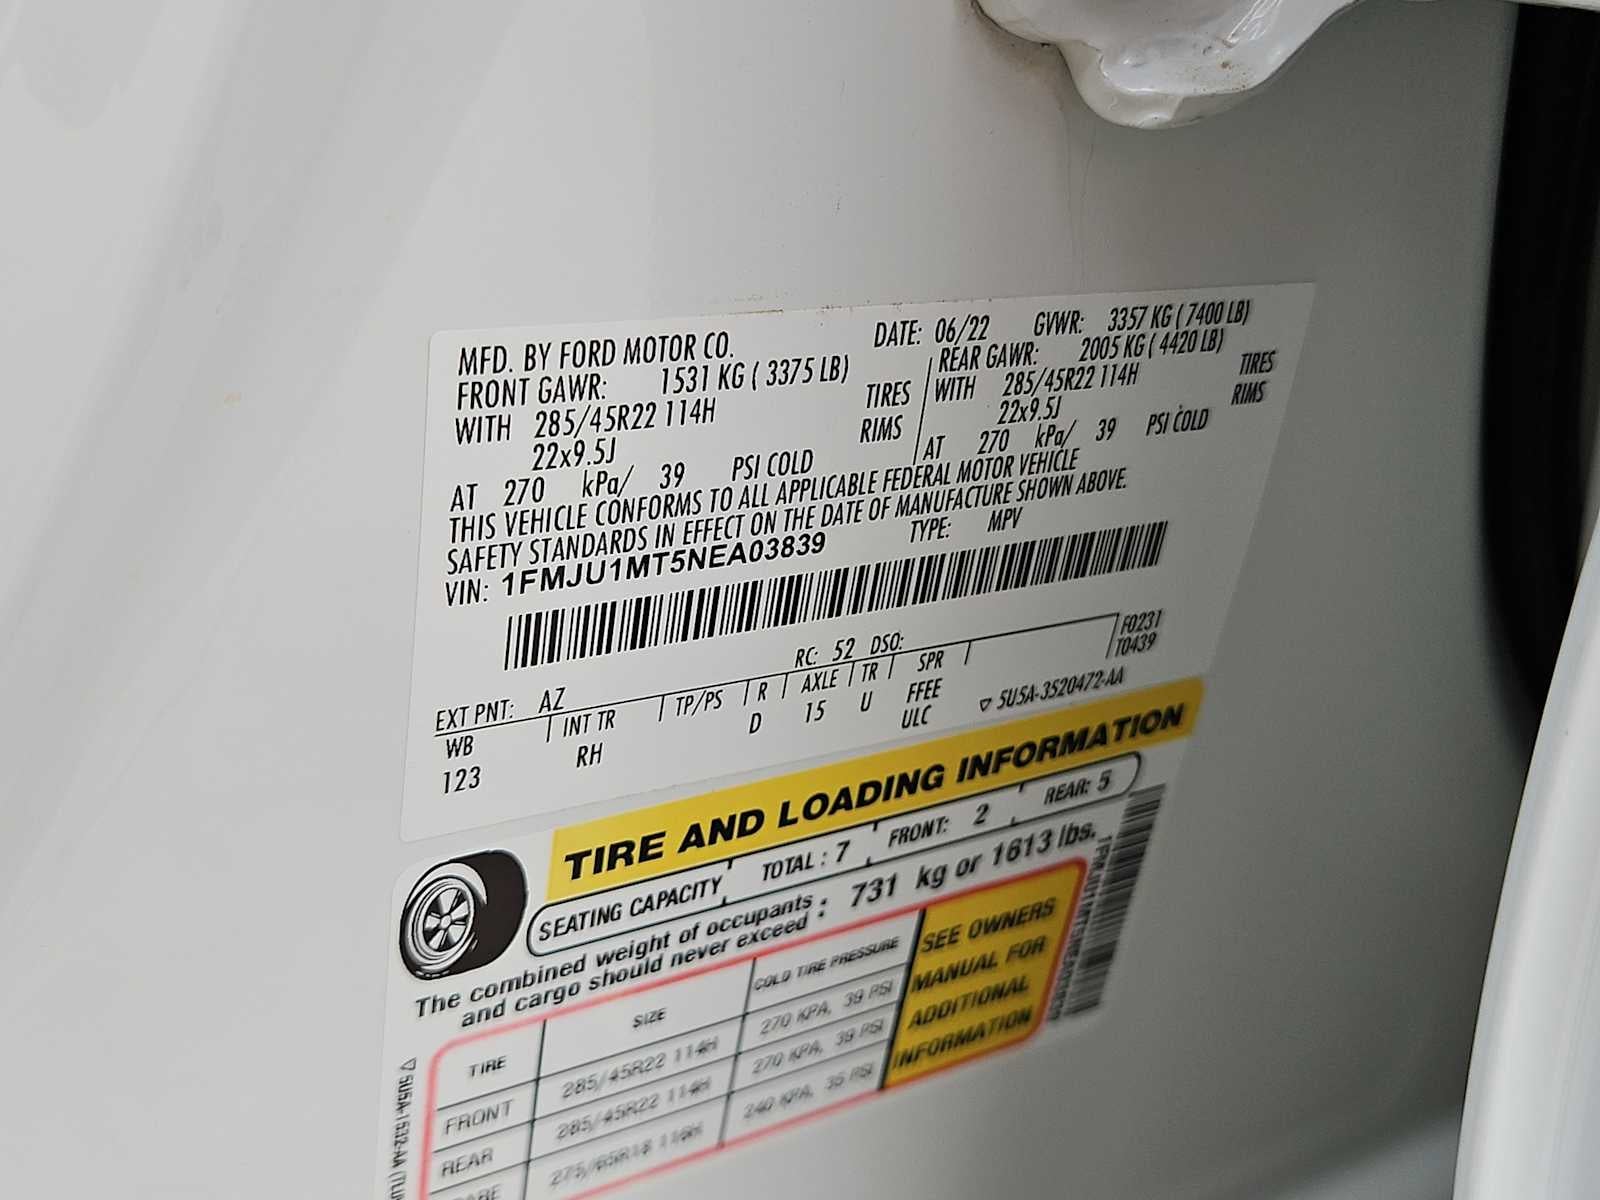 MFD. BY FORD MOTOR CO. DATE: 06/22 GVWR: 3357 KG ( 7400 LB)
FRONT GAWR: 1531 KG ( 3375 LB) REAR GAWR: 2005 KG ( 4420 LB)
WITH 285/45R22 114H TIRES WITH 285/45R22 114H TIRES
22x9.5J RIMS 22x9.5J RIMS
AT 270 kPa/ 39 PSI COLD AT 270 kPa/ 39 PSI COLD
THIS VEHICLE CONFORMS TO ALL APPLICABLE FEDERAL MOTOR VEHICLE
SAFETY STANDARDS IN EFFECT ON THE DATE OF MANUFACTURE SHOWN ABOVE.
VIN: 1FMJU1MT5NEA03839 TYPE: MPV
F0231
T0439
EXT PNT: AZ RC: 52 DSO:
WB INT TR TP/PS R AXLE TR SPR
123 RH D 15 U FFEE
ULC ▽ 5U5A-3520472-AA
TIRE AND LOADING INFORMATION
SEATING CAPACITY TOTAL : 7 FRONT: 2 REAR: 5
The combined weight of occupants
and cargo should never exceed : 731 kg or 1613 lbs.
TIRE SIZE COLD TIRE PRESSURE
FRONT 285/45R22 114H 270 KPA, 39 PSI
REAR 285/45R22 114H 270 KPA, 39 PSI
275/65R18 116H 240 KPA, 35 PSI
SEE OWNERS
MANUAL FOR
ADDITIONAL
INFORMATION
1FMJU1MT5NEA03839